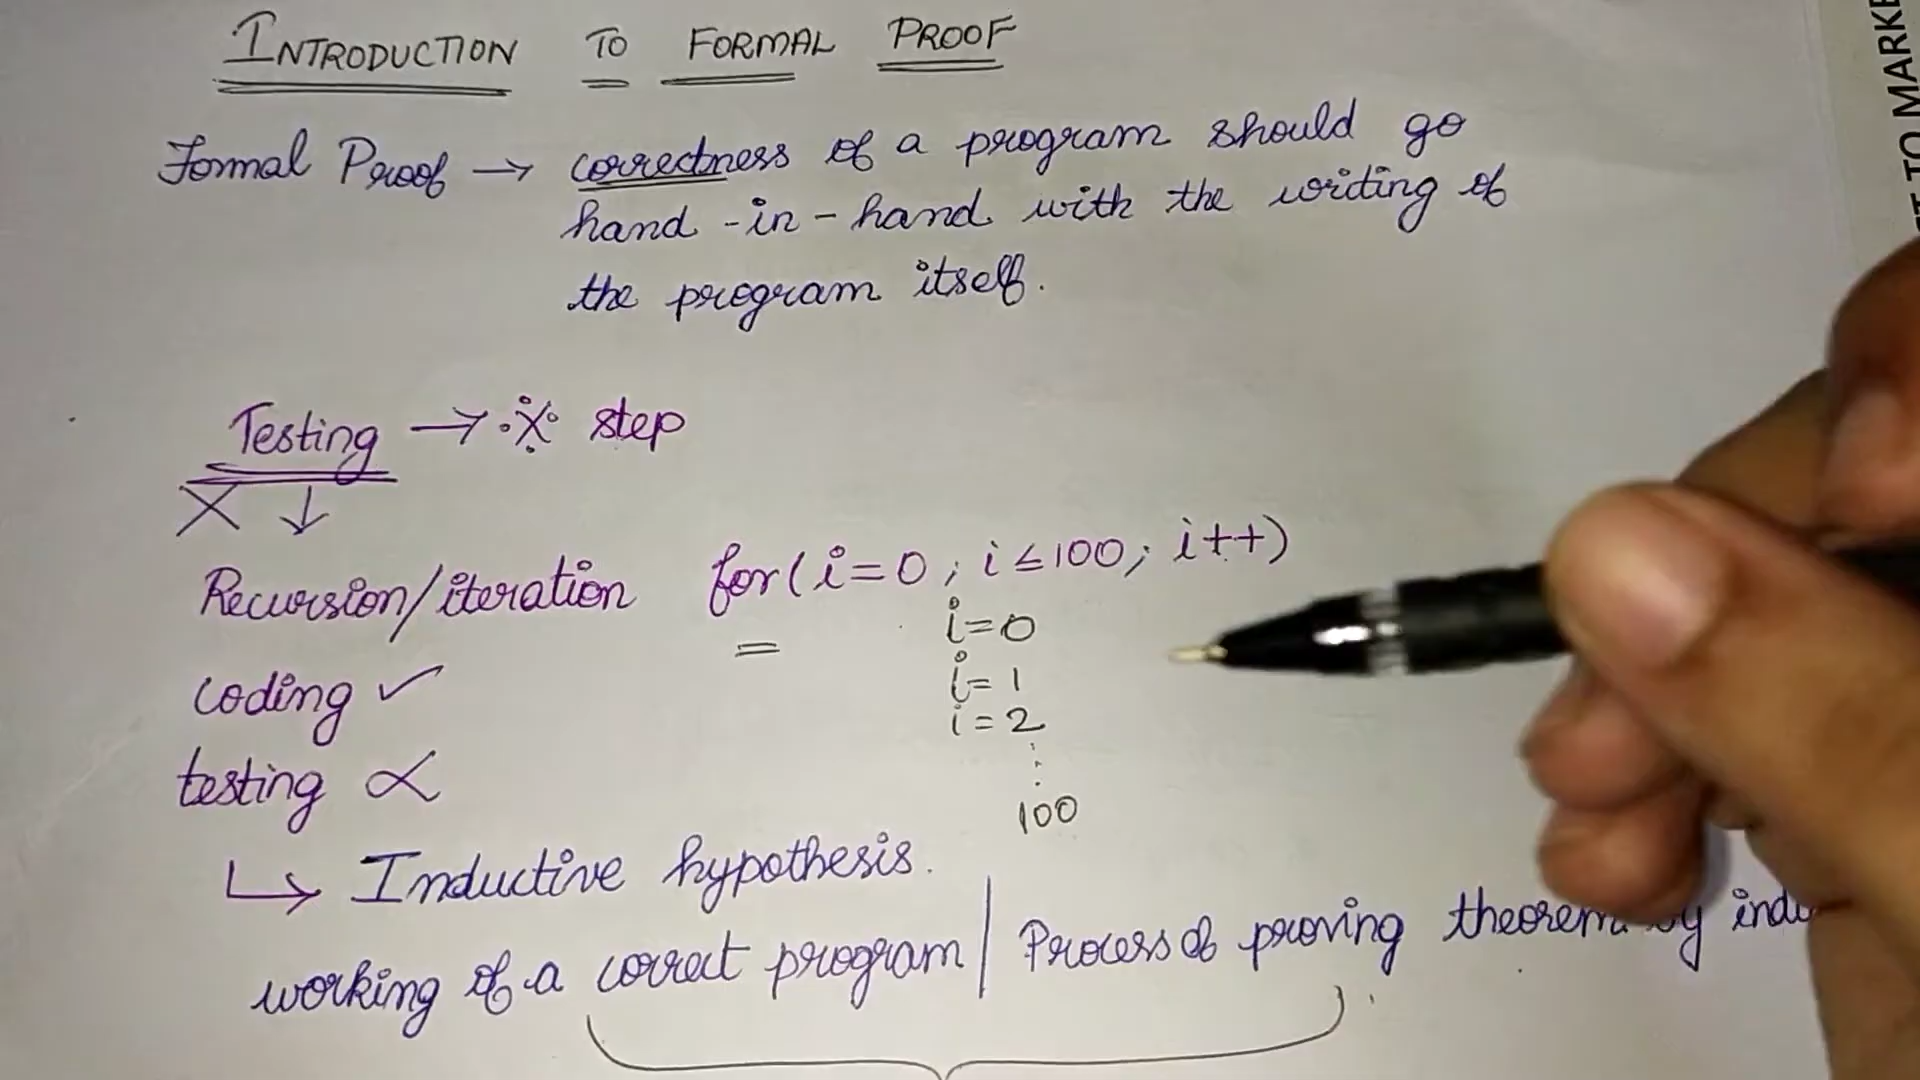 INTRODUCTION TO FORMAL PROOF
Formal Proof → correctness of a program should go
hand-in-hand with the writing of
the program itself.
Testing → step
Recursion/iteration for(i=0; i≤100; i++)
i=0
i=1
i=2
100
coding ✓
testing
↳ Inductive hypothesis.
working of a correct program | Process of proving theorem
TO MARKE